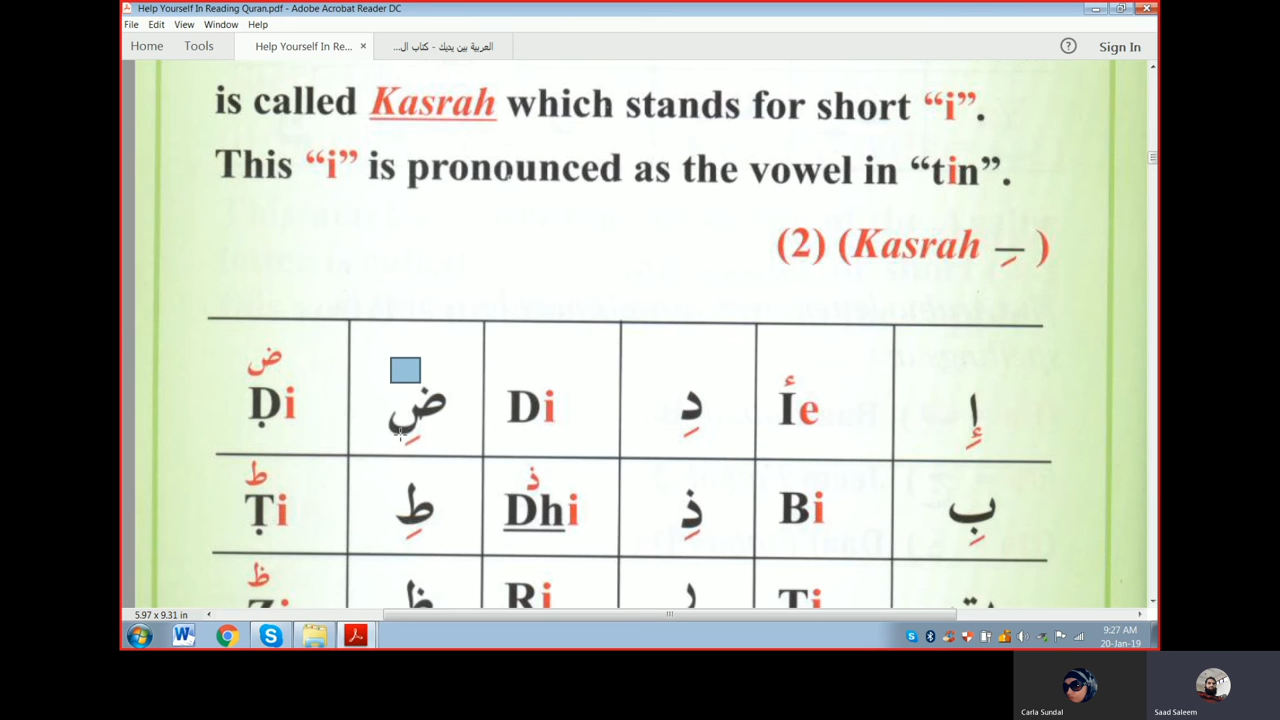 Help Yourself In Reading Quran.pdf - Adobe Acrobat Reader DC
File Edit View Window Help
Home Tools Help Yourself In Re... × العربية بين يديك - كتاب ال... Sign In
is called Kasrah which stands for short “i”.
This “i” is pronounced as the vowel in “tin”.
(2) (Kasrah ـِ )
ض أ
Ḍi ضِ Di دِ Ie إِ
ط ذ
Ṭi طِ Dhi ذِ Bi بِ
ظ
Ri Ti
5.97 x 9.31 in
9:27 AM
20-Jan-19
Carla Sundal Saad Saleem